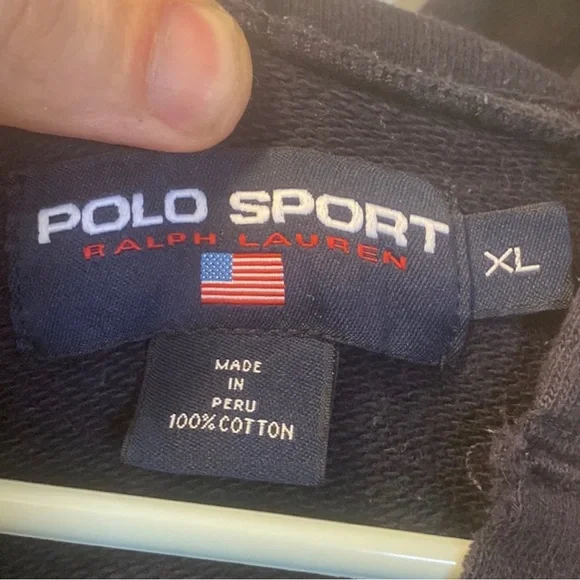 POLO SPORT
RALPH LAUREN
XL
MADE
IN
PERU
100% COTTON